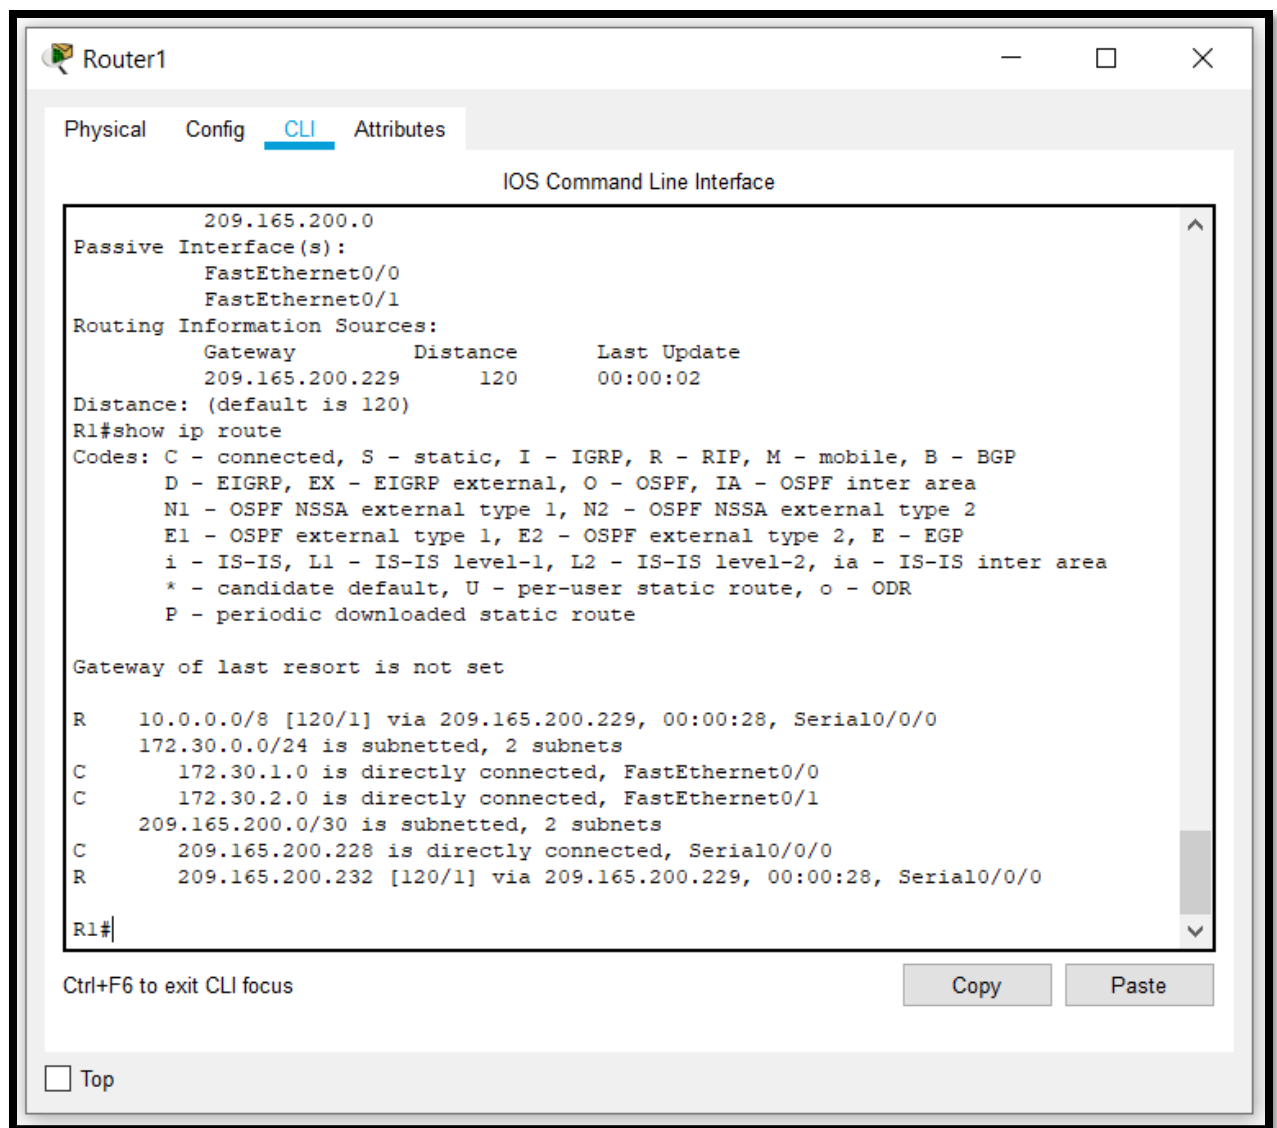 Router1
Physical Config CLI Attributes
IOS Command Line Interface
209.165.200.0
Passive Interface(s):
FastEthernet0/0
FastEthernet0/1
Routing Information Sources:
Gateway Distance Last Update
209.165.200.229 120 00:00:02
Distance: (default is 120)
R1#show ip route
Codes: C - connected, S - static, I - IGRP, R - RIP, M - mobile, B - BGP
D - EIGRP, EX - EIGRP external, O - OSPF, IA - OSPF inter area
N1 - OSPF NSSA external type 1, N2 - OSPF NSSA external type 2
E1 - OSPF external type 1, E2 - OSPF external type 2, E - EGP
i - IS-IS, L1 - IS-IS level-1, L2 - IS-IS level-2, ia - IS-IS inter area
* - candidate default, U - per-user static route, o - ODR
P - periodic downloaded static route
Gateway of last resort is not set
R 10.0.0.0/8 [120/1] via 209.165.200.229, 00:00:28, Serial0/0/0
172.30.0.0/24 is subnetted, 2 subnets
C 172.30.1.0 is directly connected, FastEthernet0/0
C 172.30.2.0 is directly connected, FastEthernet0/1
209.165.200.0/30 is subnetted, 2 subnets
C 209.165.200.228 is directly connected, Serial0/0/0
R 209.165.200.232 [120/1] via 209.165.200.229, 00:00:28, Serial0/0/0
R1#
Ctrl+F6 to exit CLI focus Copy Paste
Top